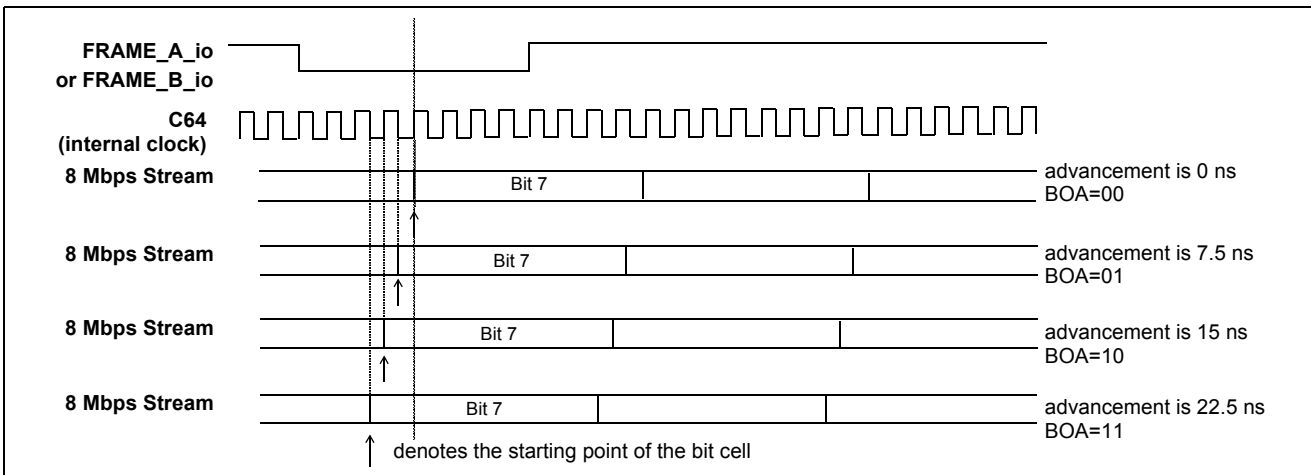 FRAME_A_io
or FRAME_B_io
C64
(internal clock)
8 Mbps Stream
Bit 7
advancement is 0 ns
BOA=00
8 Mbps Stream
Bit 7
advancement is 7.5 ns
BOA=01
8 Mbps Stream
Bit 7
advancement is 15 ns
BOA=10
8 Mbps Stream
Bit 7
advancement is 22.5 ns
BOA=11
denotes the starting point of the bit cell